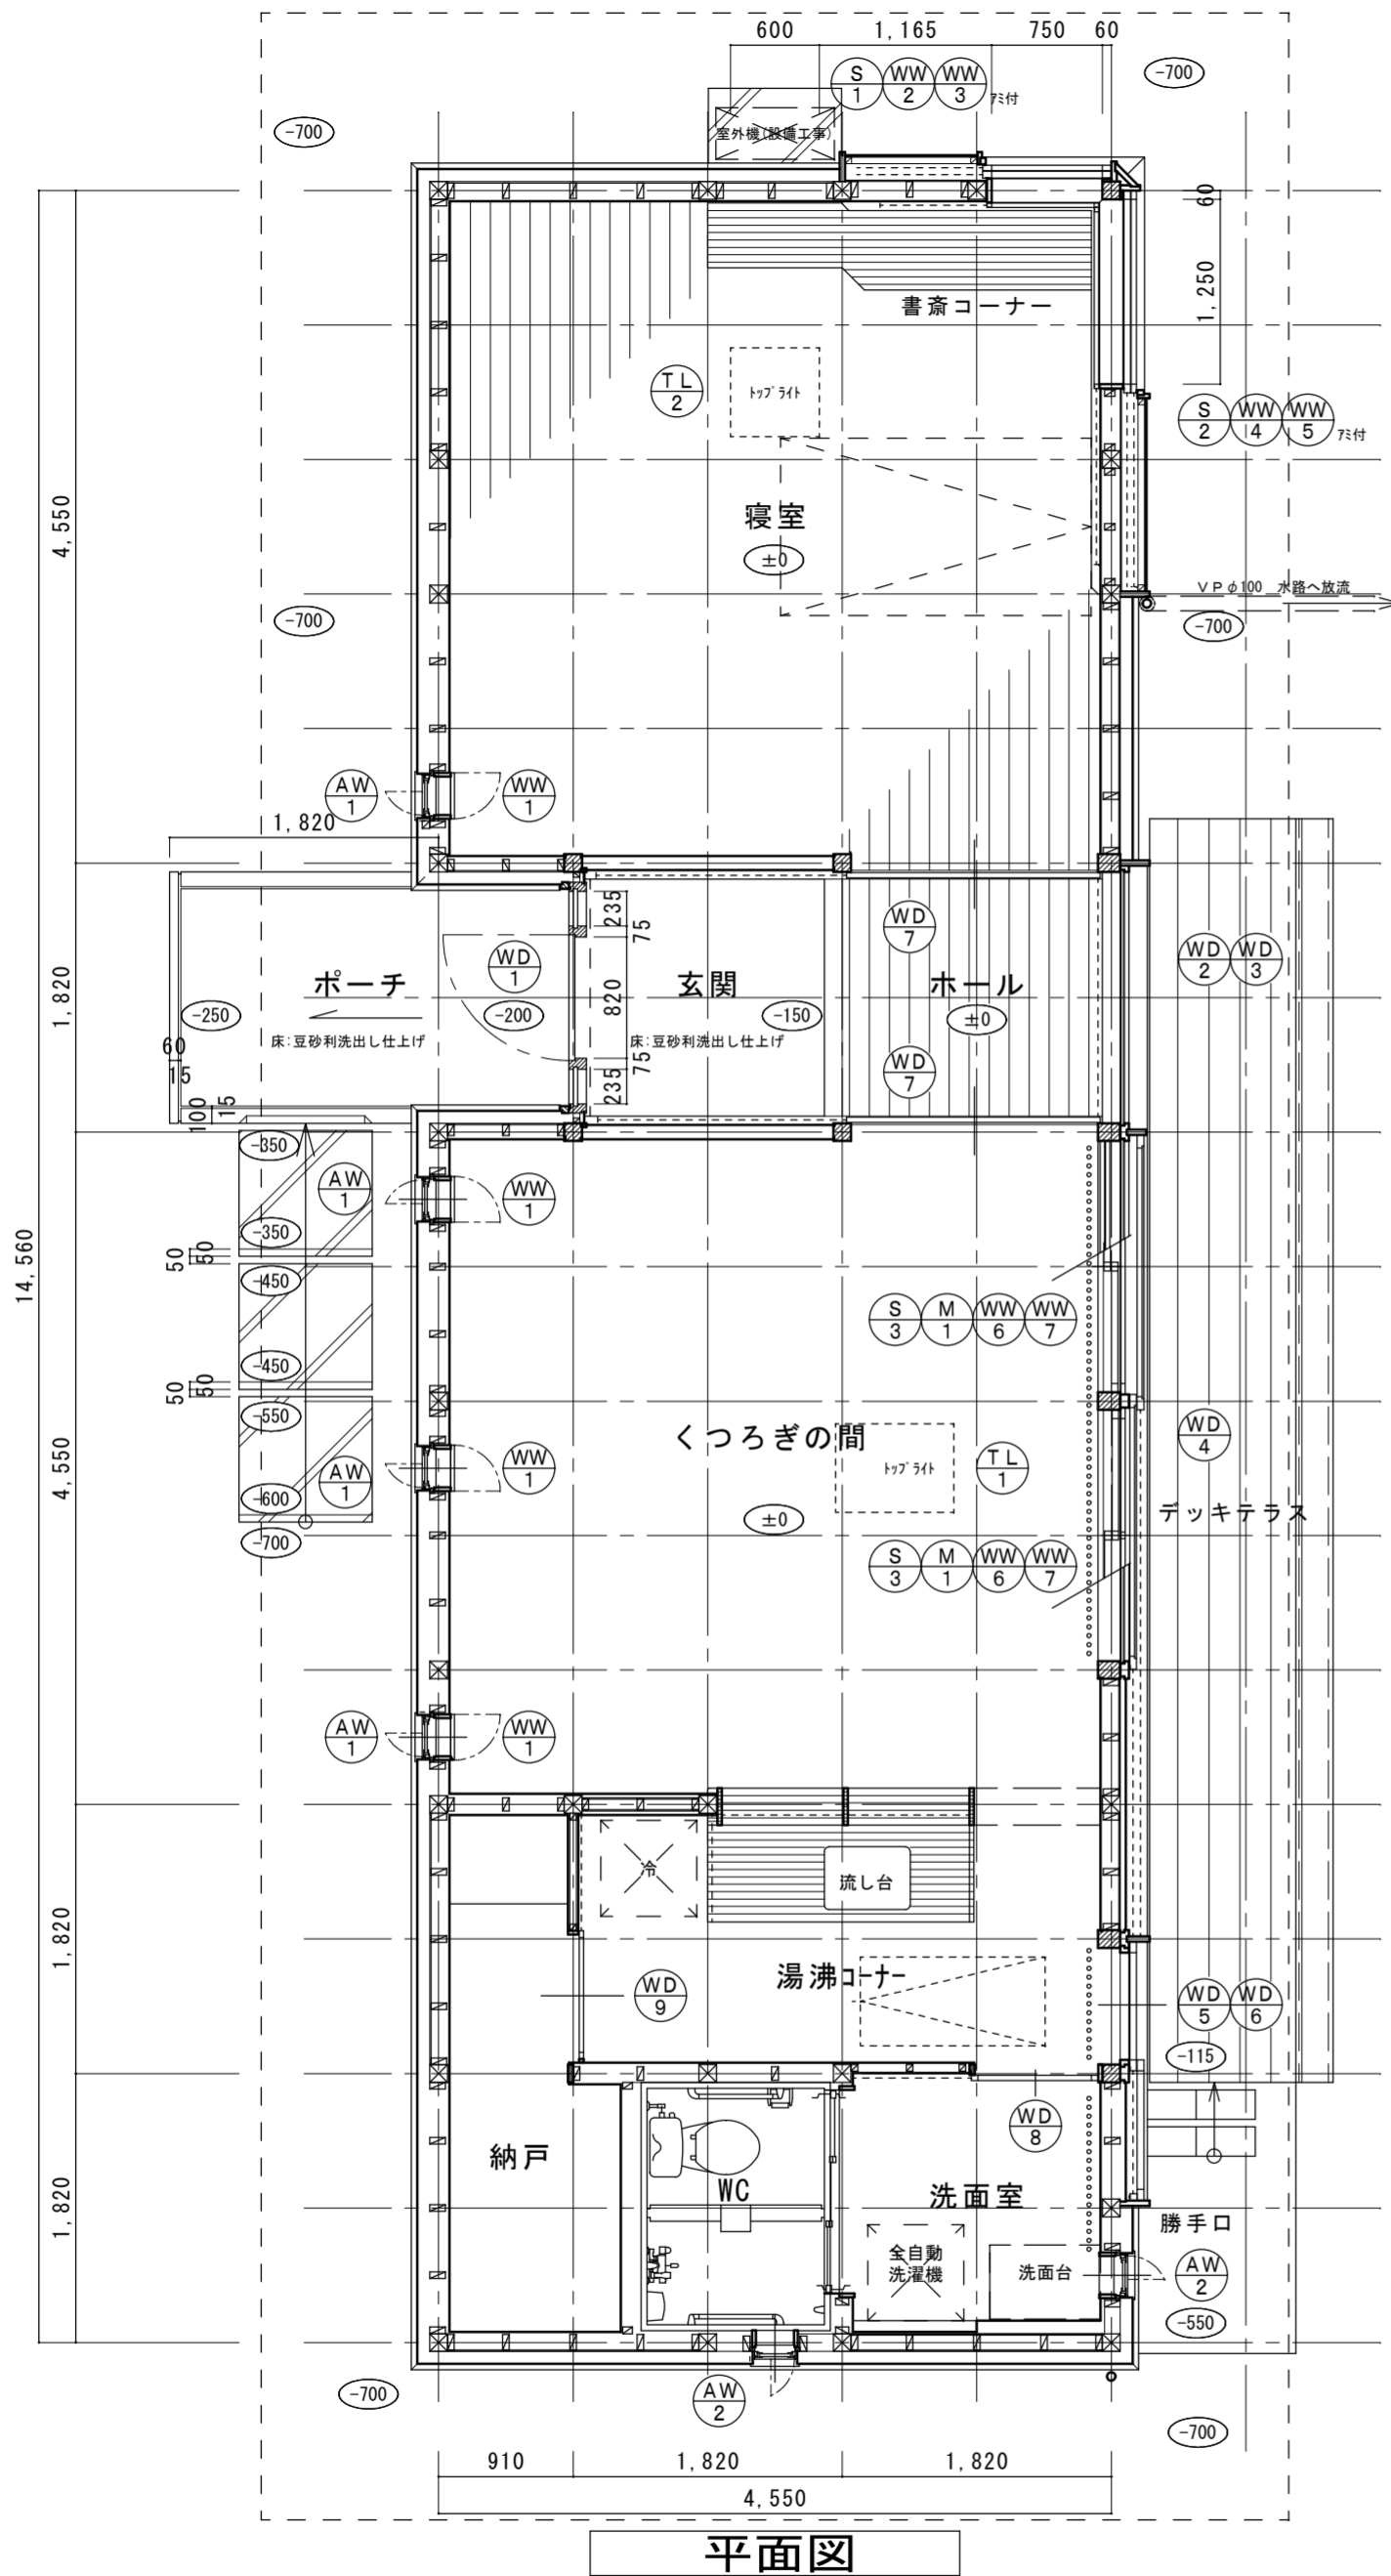 600 1,165 750 60
-700
S 1 WW 2 WW 3 アミ付
-700
室外機(設備工事)
60
1,250
書斎コーナー
TL 2
トップライト
S 2 WW 4 WW 5 アミ付
寝室
±0
4,550
VPφ100 水路へ放流
-700
-700
AW 1
WW 1
1,820
235
75
WD 7
WD 1
WD 2 WD 3
ポーチ
玄関
ホール
1,820
820
-250
-200
-150
±0
床:豆砂利洗出し仕上げ
床:豆砂利洗出し仕上げ
60
15
75
WD 7
235
100
15
-350
AW 1
WW 1
-350
14,560
50
50
-450
S 3 M 1 WW 6 WW 7
-450
50
50
-550
くつろぎの間
WD 4
4,550
AW 1
WW 1
トップライト
TL 1
-600
±0
デッキテラス
-700
S 3 M 1 WW 6 WW 7
AW 1
WW 1
冷
流し台
1,820
湯沸コーナー
WD 9
WD 5 WD 6
-115
WD 8
納戸
WC
洗面室
1,820
勝手口
全自動
洗濯機
洗面台
AW 2
-550
-700
AW 2
-700
910 1,820 1,820
4,550
平面図